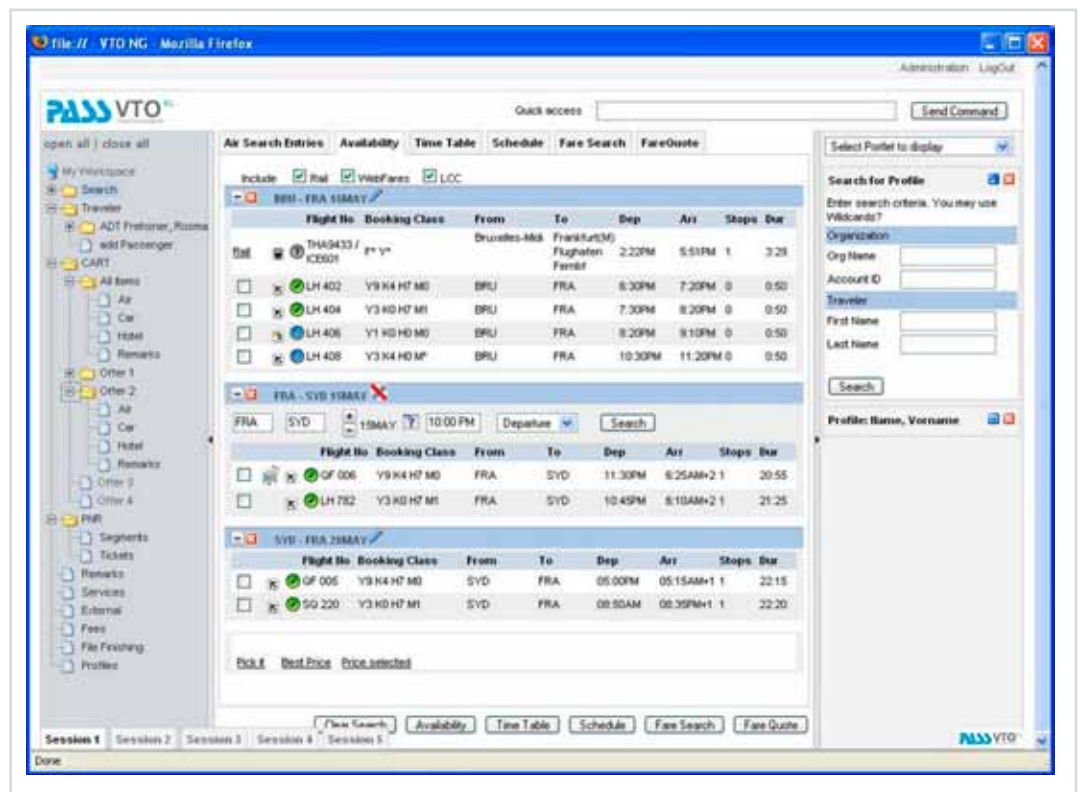 file:// - VTO NG - Mozilla Firefox
Administration LogOut
PASS VTO NG
Quick access Send Command
open all | close all
Air Search Entries Availability Time Table Schedule Fare Search FareQuote
Select Portlet to display
My Workspace
Search
Traveler
ADT Freitoner, Rosma
add Passenger
CART
All Items
Air
Car
Hotel
Remarks
Offer 1
Offer 2
Air
Car
Hotel
Remarks
Offer 3
Offer 4
PNR
Segments
Tickets
Remarks
Services
External
Fees
File Finishing
Profiles
Include Rail WebFares LCC
BRU - FRA 15MAY
Flight No Booking Class From To Dep Arr Stops Dur
Rail THA9433 / ICE601 F* Y* Bruxelles-Midi Frankfurt(M) Flughafen Fernbf 2:22PM 5:51PM 1 3:29
LH 402 Y9 K4 H7 M0 BRU FRA 6:30PM 7:20PM 0 0:50
LH 404 Y3 K0 H7 M1 BRU FRA 7:30PM 8:20PM 0 0:50
LH 406 Y1 K0 H0 M0 BRU FRA 8:20PM 9:10PM 0 0:50
LH 408 Y3 K4 H0 M* BRU FRA 10:30PM 11:20PM 0 0:50
FRA - SYD 15MAY
FRA SYD 15MAY ? 10:00 PM Departure Search
Flight No Booking Class From To Dep Arr Stops Dur
QF 006 Y9 K4 H7 M0 FRA SYD 11:30PM 6:25AM+2 1 20:55
LH 782 Y3 K0 H7 M1 FRA SYD 10:45PM 6:10AM+2 1 21:25
SYD - FRA 28MAY
Flight No Booking Class From To Dep Arr Stops Dur
QF 005 Y9 K4 H7 M0 SYD FRA 05:00PM 05:15AM+1 1 22:15
SQ 220 Y3 K0 H7 M1 SYD FRA 08:50AM 08:35PM+1 1 22:20
Pick it Best Price Price selected
Clear Search Availability Time Table Schedule Fare Search Fare Quote
Search for Profile
Enter search criteria. You may use
Wildcards?
Organization
Org Name
Account ID
Traveler
First Name
Last Name
Search
Profile: Name, Vorname
Session 1 Session 2 Session 3 Session 4 Session 5
PASS VTO
Done